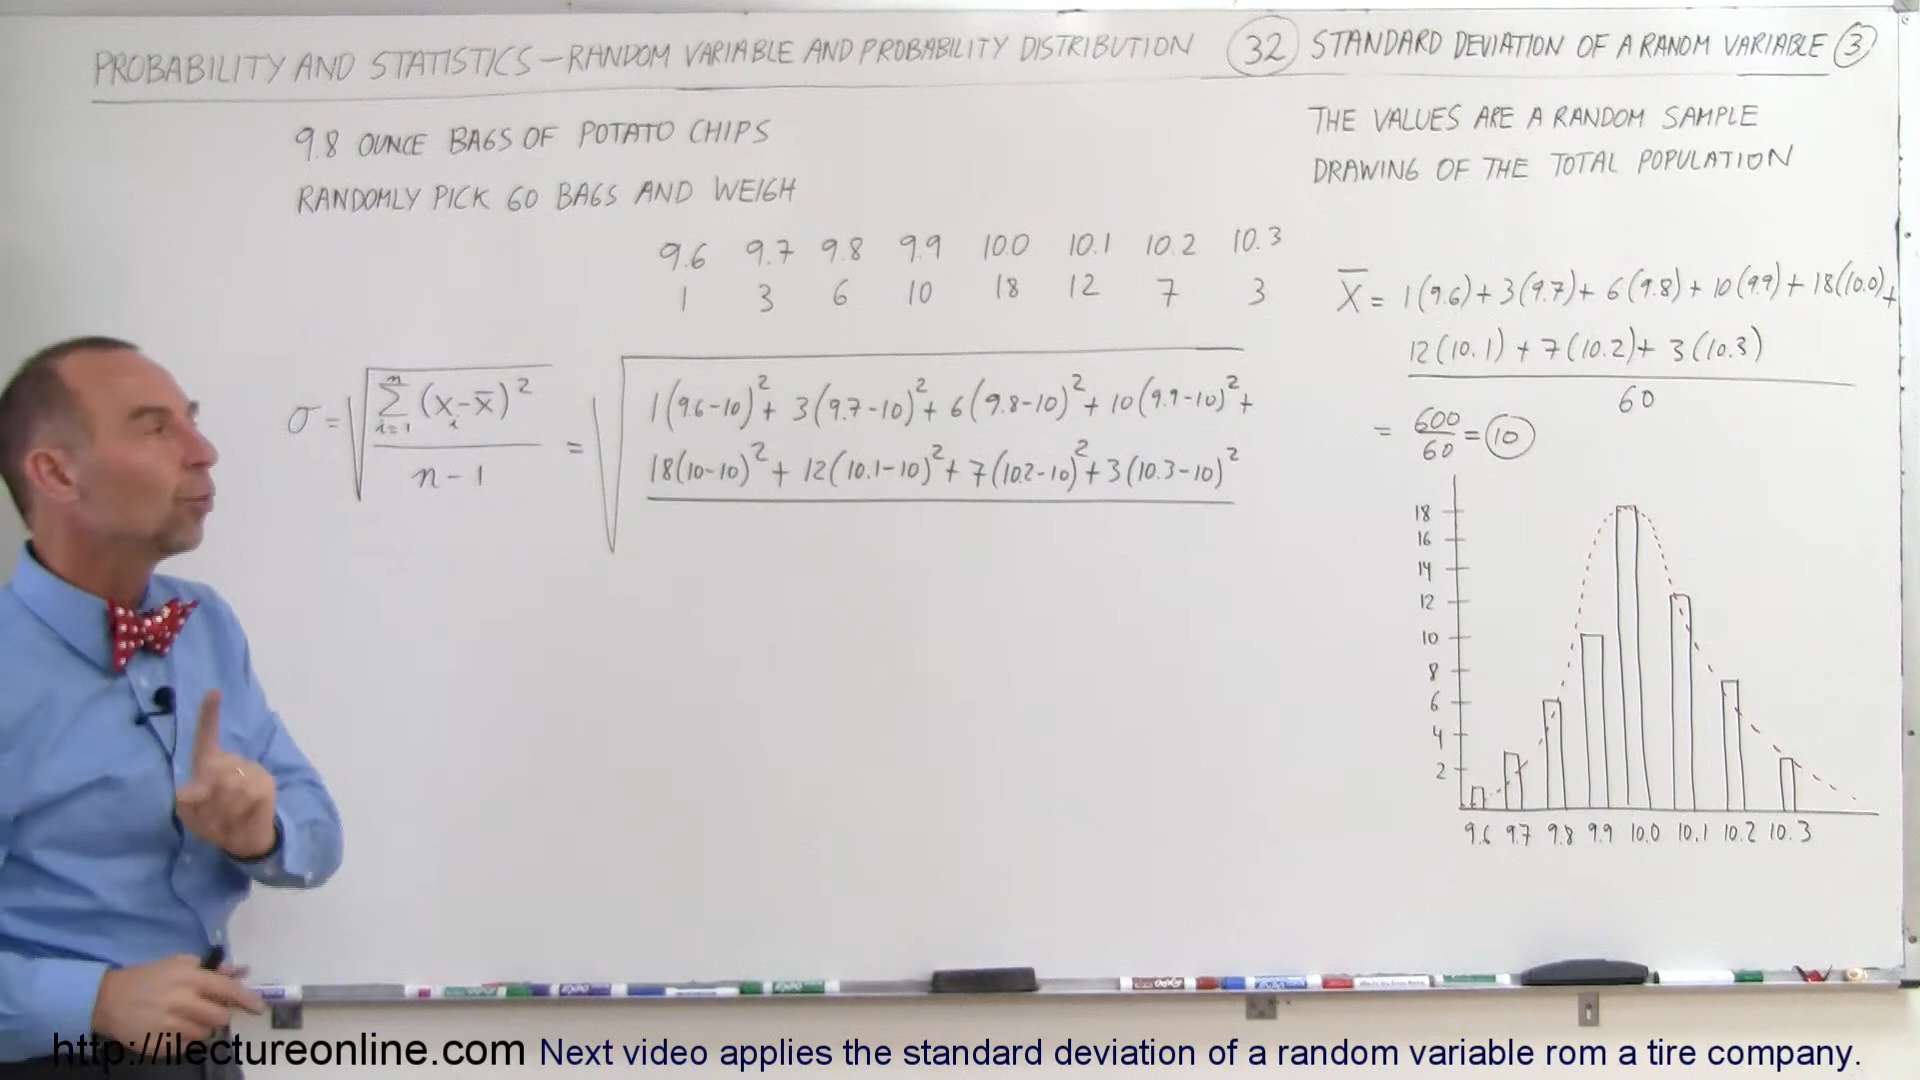 PROBABILITY AND STATISTICS – RANDOM VARIABLE AND PROBABILITY DISTRIBUTION 32 STANDARD DEVIATION OF A RANOM VARIABLE 3
9.8 OUNCE BAGS OF POTATO CHIPS
RANDOMLY PICK 60 BAGS AND WEIGH
THE VALUES ARE A RANDOM SAMPLE
DRAWING OF THE TOTAL POPULATION
9.6 9.7 9.8 9.9 10.0 10.1 10.2 10.3
1 3 6 10 18 12 7 3
X̄ = 1(9.6) + 3(9.7) + 6(9.8) + 10(9.9) + 18(10.0) +
12(10.1) + 7(10.2) + 3(10.3)
60
= 600/60 = 10
σ = √(∑ n i=1 (xi - x̄)² / n - 1) =
1(9.6-10)² + 3(9.7-10)² + 6(9.8-10)² + 10(9.9-10)² +
18(10-10)² + 12(10.1-10)² + 7(10.2-10)² + 3(10.3-10)²
18
16
14
12
10
8
6
4
2
9.6 9.7 9.8 9.9 10.0 10.1 10.2 10.3
http://ilectureonline.com Next video applies the standard deviation of a random variable rom a tire company.